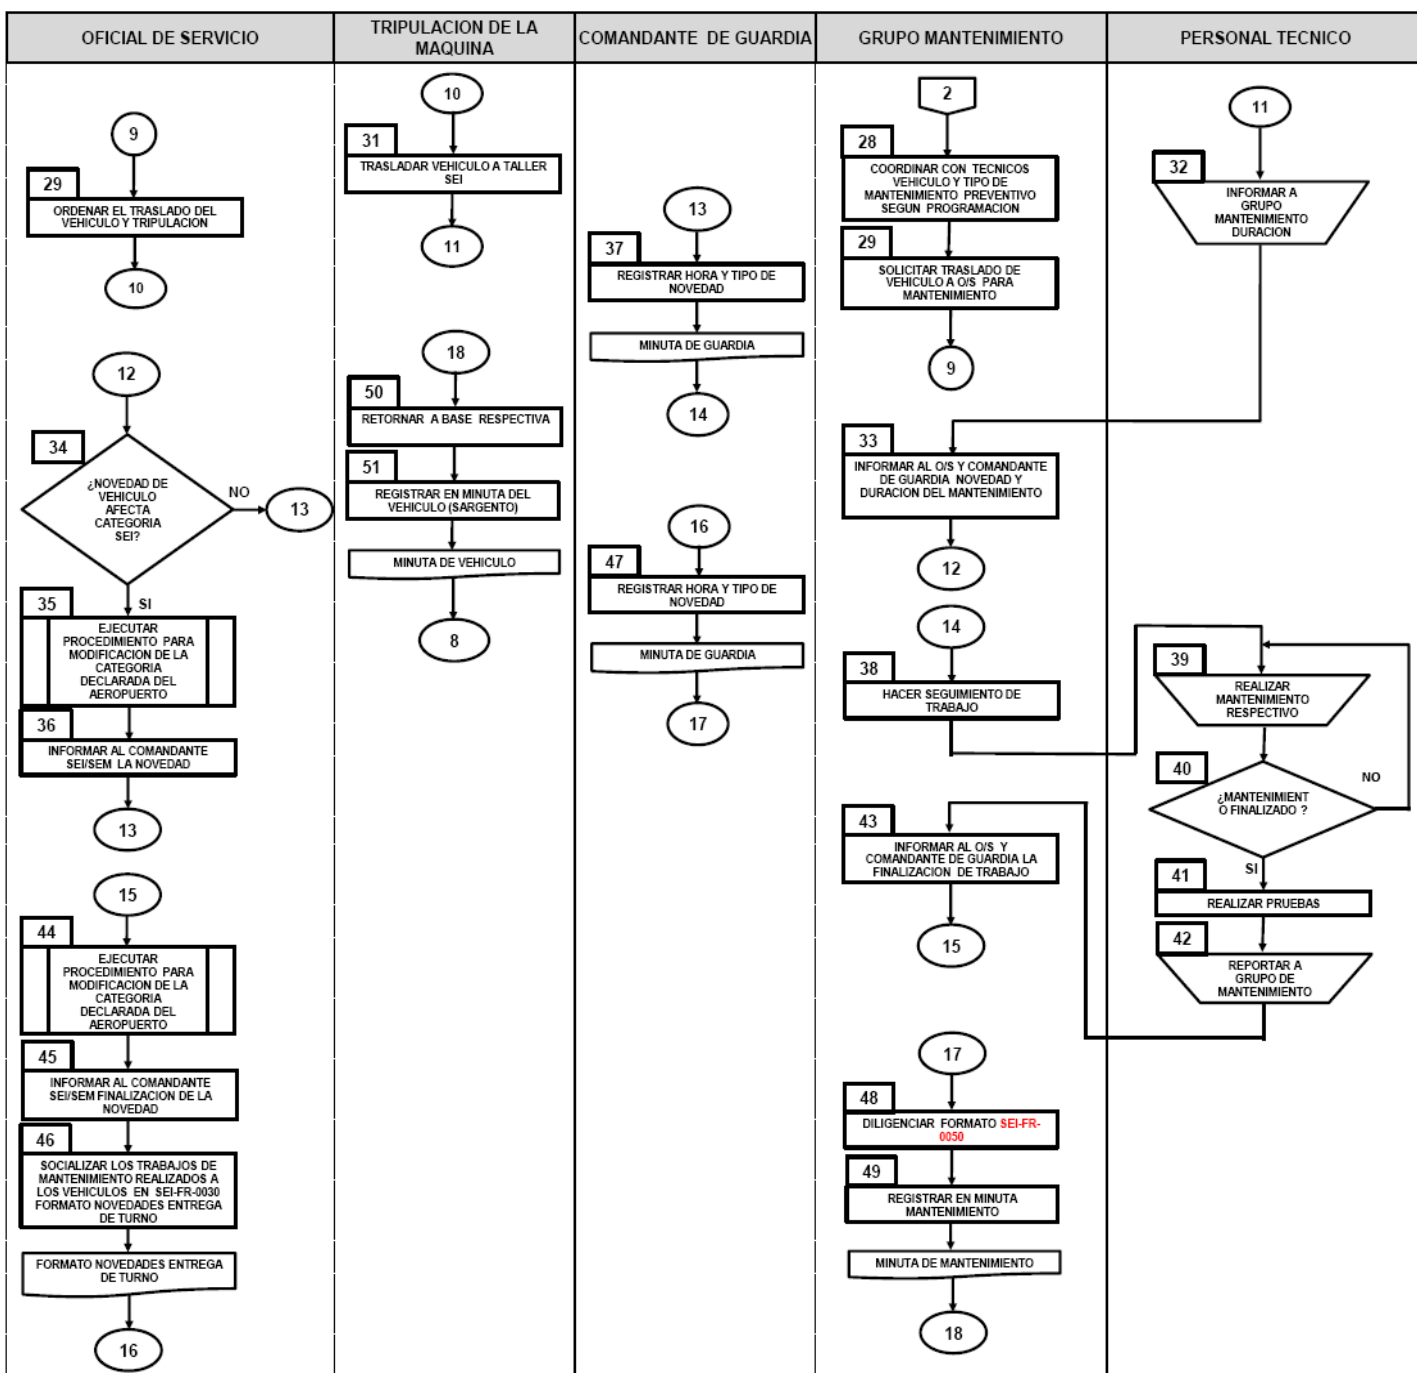 OFICIAL DE SERVICIO
TRIPULACION DE LA
MAQUINA
COMANDANTE DE GUARDIA
GRUPO MANTENIMIENTO
PERSONAL TECNICO
9
29
ORDENAR EL TRASLADO DEL
VEHICULO Y TRIPULACION
10
12
34
¿NOVEDAD DE
VEHICULO
AFECTA
CATEGORIA
SEI?
NO
13
SI
35
EJECUTAR
PROCEDIMIENTO PARA
MODIFICACION DE LA
CATEGORIA
DECLARADA DEL
AEROPUERTO
36
INFORMAR AL COMANDANTE
SEI/SEM LA NOVEDAD
13
15
44
EJECUTAR
PROCEDIMIENTO PARA
MODIFICACION DE LA
CATEGORIA
DECLARADA DEL
AEROPUERTO
45
INFORMAR AL COMANDANTE
SEI/SEM FINALIZACION DE LA
NOVEDAD
46
SOCIALIZAR LOS TRABAJOS DE
MANTENIMIENTO REALIZADOS A
LOS VEHICULOS EN SEI-FR-0030
FORMATO NOVEDADES ENTREGA
DE TURNO
FORMATO NOVEDADES ENTREGA
DE TURNO
16
10
31
TRASLADAR VEHICULO A TALLER
SEI
11
18
50
RETORNAR A BASE RESPECTIVA
51
REGISTRAR EN MINUTA DEL
VEHICULO (SARGENTO)
MINUTA DE VEHICULO
8
13
37
REGISTRAR HORA Y TIPO DE
NOVEDAD
MINUTA DE GUARDIA
14
16
47
REGISTRAR HORA Y TIPO DE
NOVEDAD
MINUTA DE GUARDIA
17
2
28
COORDINAR CON TECNICOS
VEHICULO Y TIPO DE
MANTENIMIENTO PREVENTIVO
SEGUN PROGRAMACION
29
SOLICITAR TRASLADO DE
VEHICULO A O/S PARA
MANTENIMIENTO
9
33
INFORMAR AL O/S Y COMANDANTE
DE GUARDIA NOVEDAD Y
DURACION DEL MANTENIMIENTO
12
14
38
HACER SEGUIMIENTO DE
TRABAJO
43
INFORMAR AL O/S Y
COMANDANTE DE GUARDIA LA
FINALIZACION DE TRABAJO
15
17
48
DILIGENCIAR FORMATO SEI-FR-
0050
49
REGISTRAR EN MINUTA
MANTENIMIENTO
MINUTA DE MANTENIMIENTO
18
11
32
INFORMAR A
GRUPO
MANTENIMIENTO
DURACION
39
REALIZAR
MANTENIMIENTO
RESPECTIVO
40
¿MANTENIMIENT
O FINALIZADO ?
NO
SI
41
REALIZAR PRUEBAS
42
REPORTAR A
GRUPO DE
MANTENIMIENTO